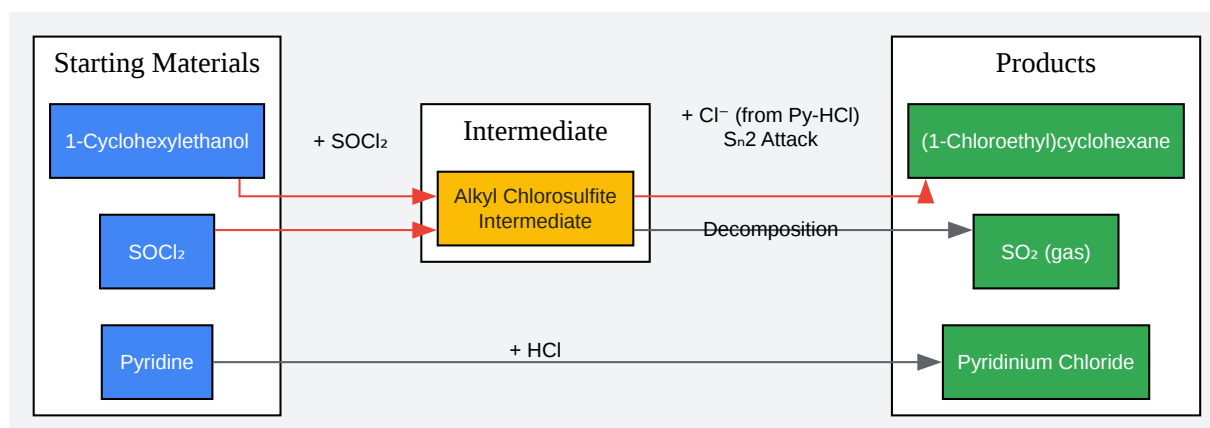 Starting Materials
1-Cyclohexylethanol
SOCl₂
Pyridine
+ SOCl₂
Intermediate
Alkyl Chlorosulfite
Intermediate
+ Cl⁻ (from Py-HCl)
Sₙ2 Attack
Decomposition
+ HCl
Products
(1-Chloroethyl)cyclohexane
SO₂ (gas)
Pyridinium Chloride